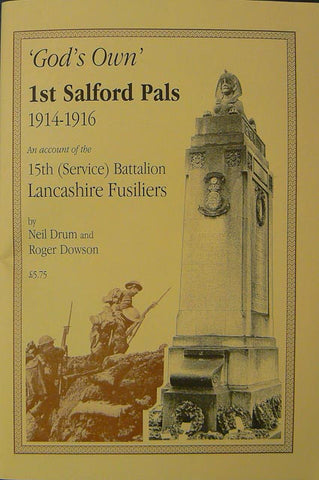 'God's Own'
1st Salford Pals
1914-1916
An account of the
15th (Service) Battalion
Lancashire Fusiliers
by
Neil Drum and
Roger Dowson
£5.75